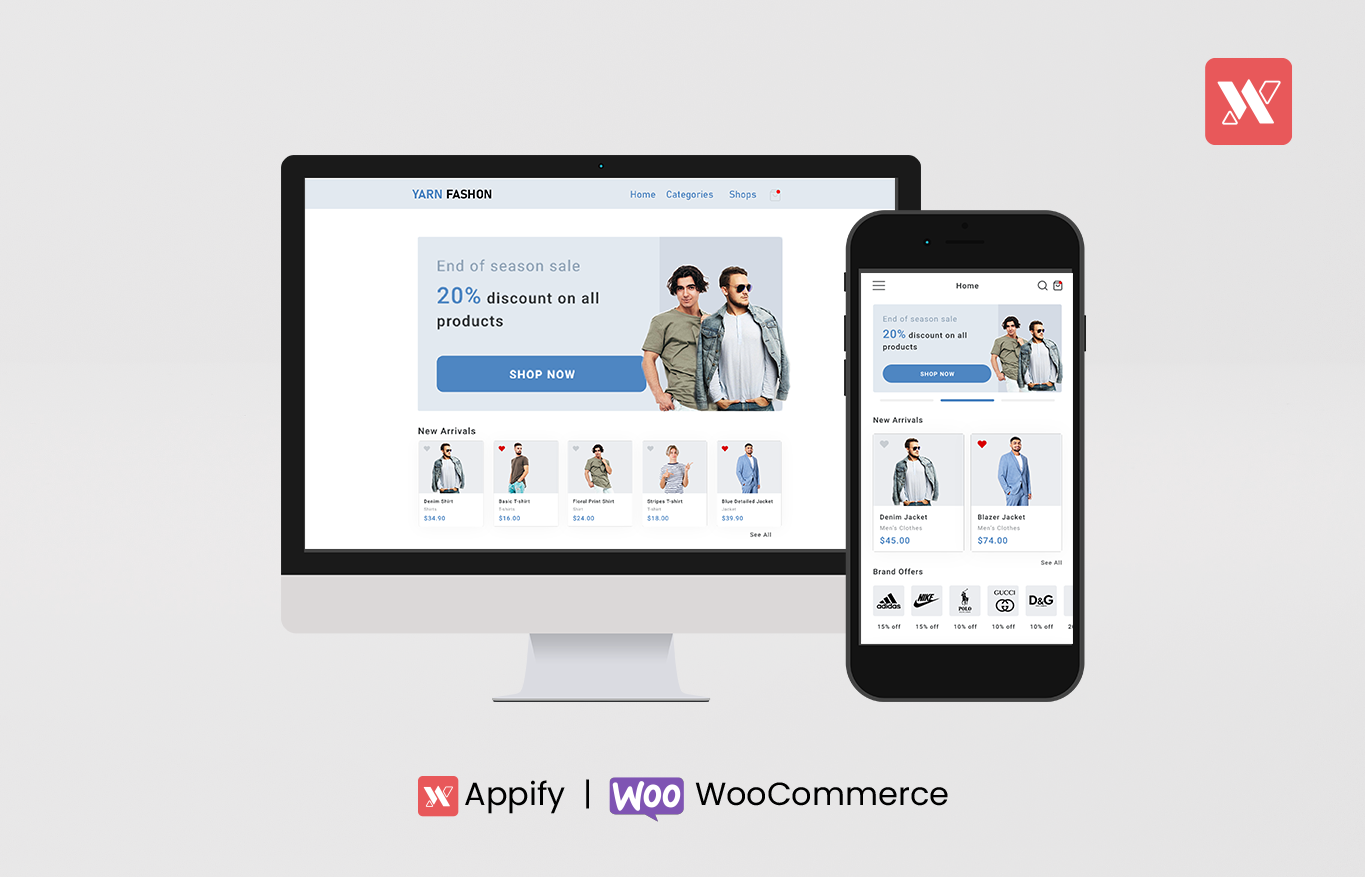 YARN FASHON
Home Categories Shops
End of season sale
20% discount on all
products
SHOP NOW
New Arrivals
Denim Shirt
Shirts
$34.90
Basic T-shirt
T-shirts
$16.00
Floral Print Shirt
Shirt
$24.00
Stripes T-shirt
T-shirt
$18.00
Blue Detailed Jacket
Jacket
$39.90
See All
Home
End of season sale
20% discount on all
products
SHOP NOW
New Arrivals
Denim Jacket
Men's Clothes
$45.00
Blazer Jacket
Men's Clothes
$74.00
See All
Brand Offers
adidas
15% off
NIKE
15% off
POLO
10% off
GUCCI
10% off
D&G
10% off
Appify | Woo WooCommerce